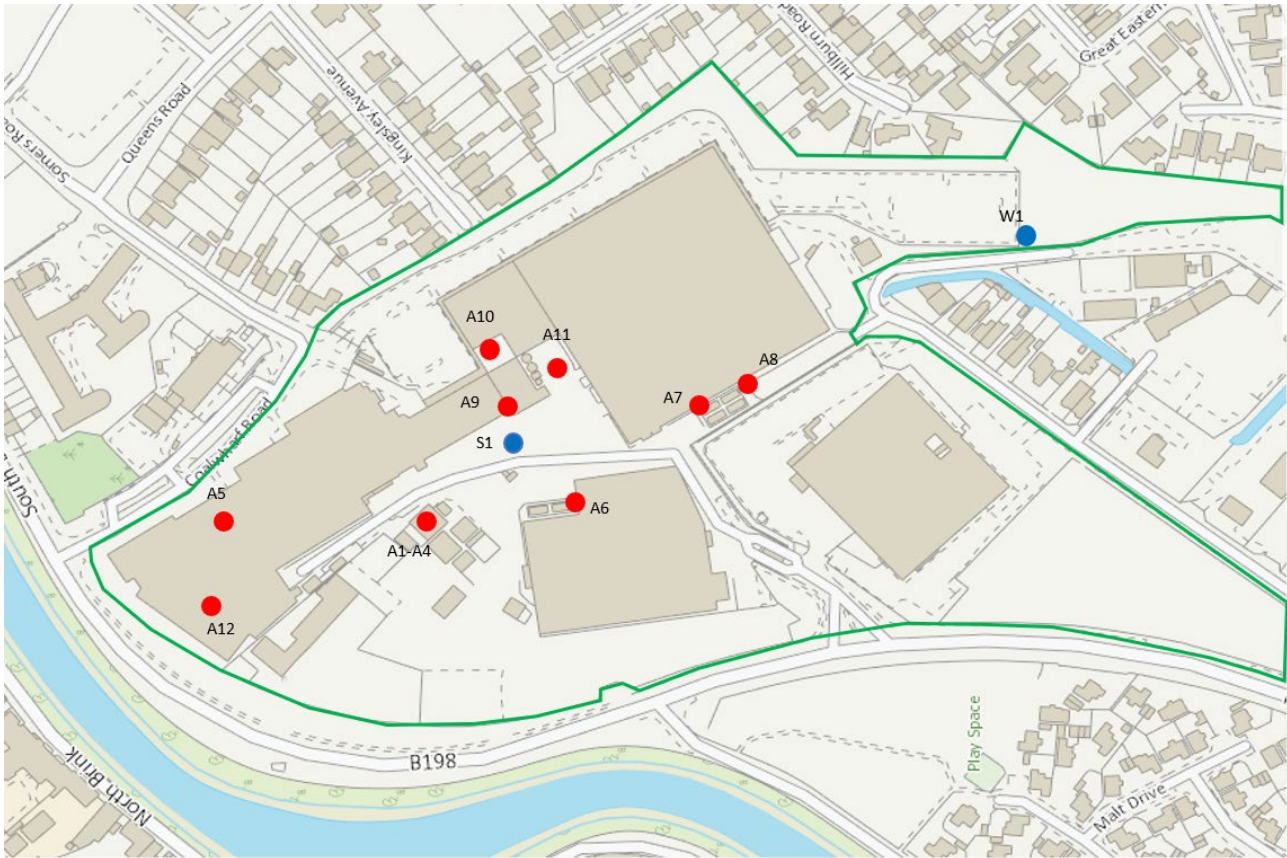 Great Eastern
Hillburn Road
Kingsley Avenue
Queens Road
Somers Road
W1
A10
A11
A8
A7
A9
S1
Coalwharf Road
South
A5
A6
A1-A4
A12
B198
North Brink
Play Space
Malt Drive